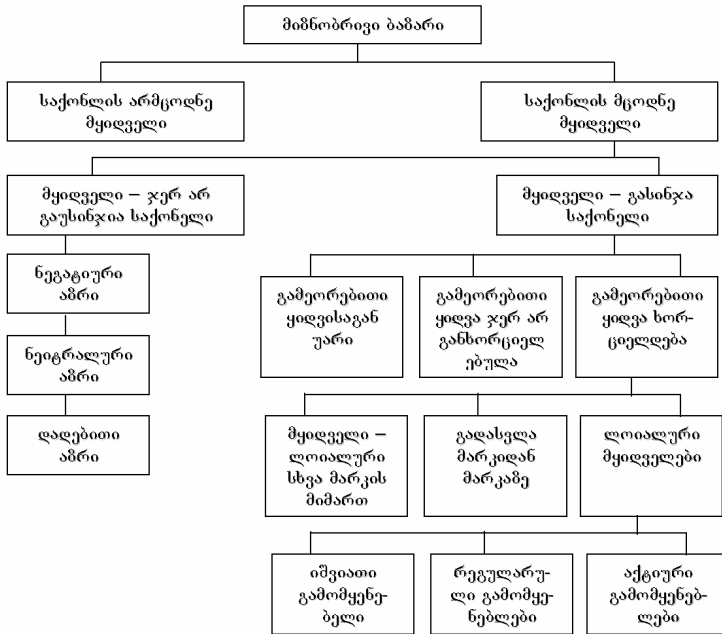 მიზნობრივი ბაზარი
საქონლის არმცოდნე
მყიდველი
საქონლის მცოდნე
მყიდველი
მყიდველი – ჯერ არ
გაუსინჯია საქონელი
მყიდველი – გასინჯა
საქონელი
ნეგატიური
აზრი
ნეიტრალური
აზრი
დადებითი
აზრი
გამეორებითი
ყიდვისაგან
უარი
გამეორებითი
ყიდვა ჯერ არ
განხორციელ
ებულა
გამეორებითი
ყიდვა ხორ-
ციელდება
მყიდველი –
ლოიალური
სხვა მარკის
მიმართ
გადასვლა
მარკიდან
მარკაზე
ლოიალური
მყიდველები
იშვიათი
გამომყენე-
ბელი
რეგულარუ-
ლი გამომყე-
ნებლები
აქტიური
გამომყენებ-
ლები